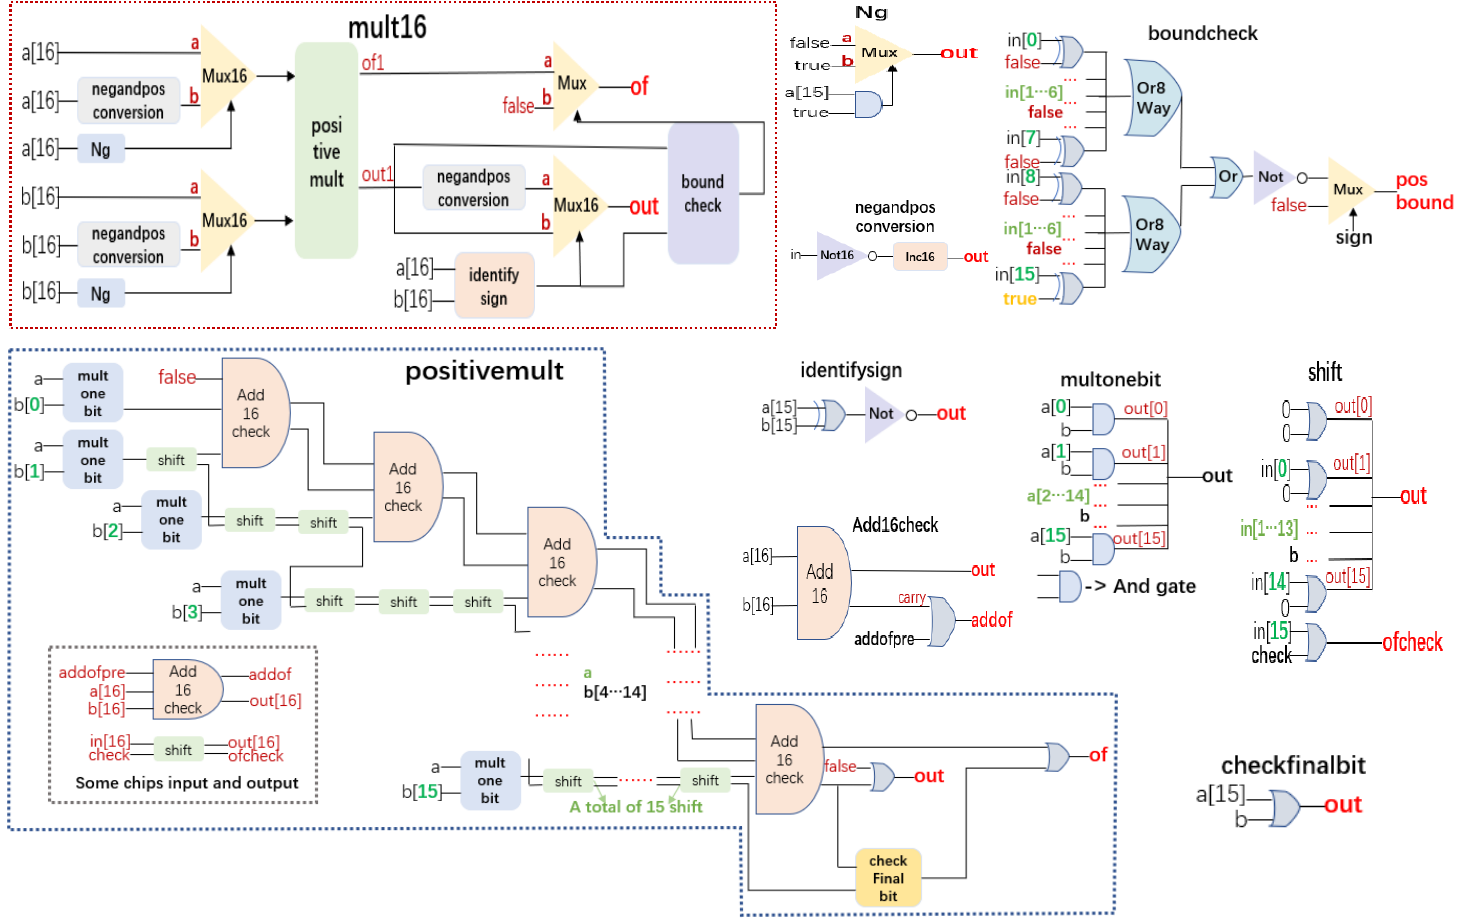 mult16
a[16]
a
Mux16
a[16]
negandpos
conversion
b
a[16]
Ng
b[16]
a
Mux16
b[16]
negandpos
conversion
b
b[16]
Ng
posi
tive
mult
of1
a
Mux
of
false
b
out1
negandpos
conversion
a
Mux16
out
b
a[16]
b[16]
identify
sign
bound
check
Ng
false
a
Mux
out
true
b
a[15]
true
negandpos
conversion
in
Not16
Inc16
out
boundcheck
in[0]
false
...
in[1···6]
...
false
...
in[7]
false
Or8
Way
in[8]
false
...
in[1···6]
...
false
...
in[15]
true
Or8
Way
Or
Not
Mux
false
sign
pos
bound
positivemult
a
b[0]
mult
one
bit
false
Add
16
check
a
b[1]
mult
one
bit
shift
Add
16
check
a
b[2]
mult
one
bit
shift
shift
Add
16
check
a
b[3]
mult
one
bit
shift
shift
shift
······
······
a
b[4···14]
······
······
······
······
addofpre
a[16]
b[16]
Add
16
check
addof
out[16]
in[16]
check
shift
out[16]
ofcheck
Some chips input and output
a
b[15]
mult
one
bit
shift
······
shift
A total of 15 shift
Add
16
check
false
out
of
check
Final
bit
identifysign
a[15]
b[15]
Not
out
Add16check
a[16]
b[16]
Add
16
out
carry
addofpre
addof
multonebit
a[0]
b
out[0]
a[1]
b
out[1]
...
a[2···14]
b
...
...
a[15]
b
out[15]
out
-> And gate
shift
0
0
out[0]
in[0]
0
out[1]
...
in[1···13]
b
...
in[14]
0
out[15]
out
in[15]
check
ofcheck
checkfinalbit
a[15]
b
out